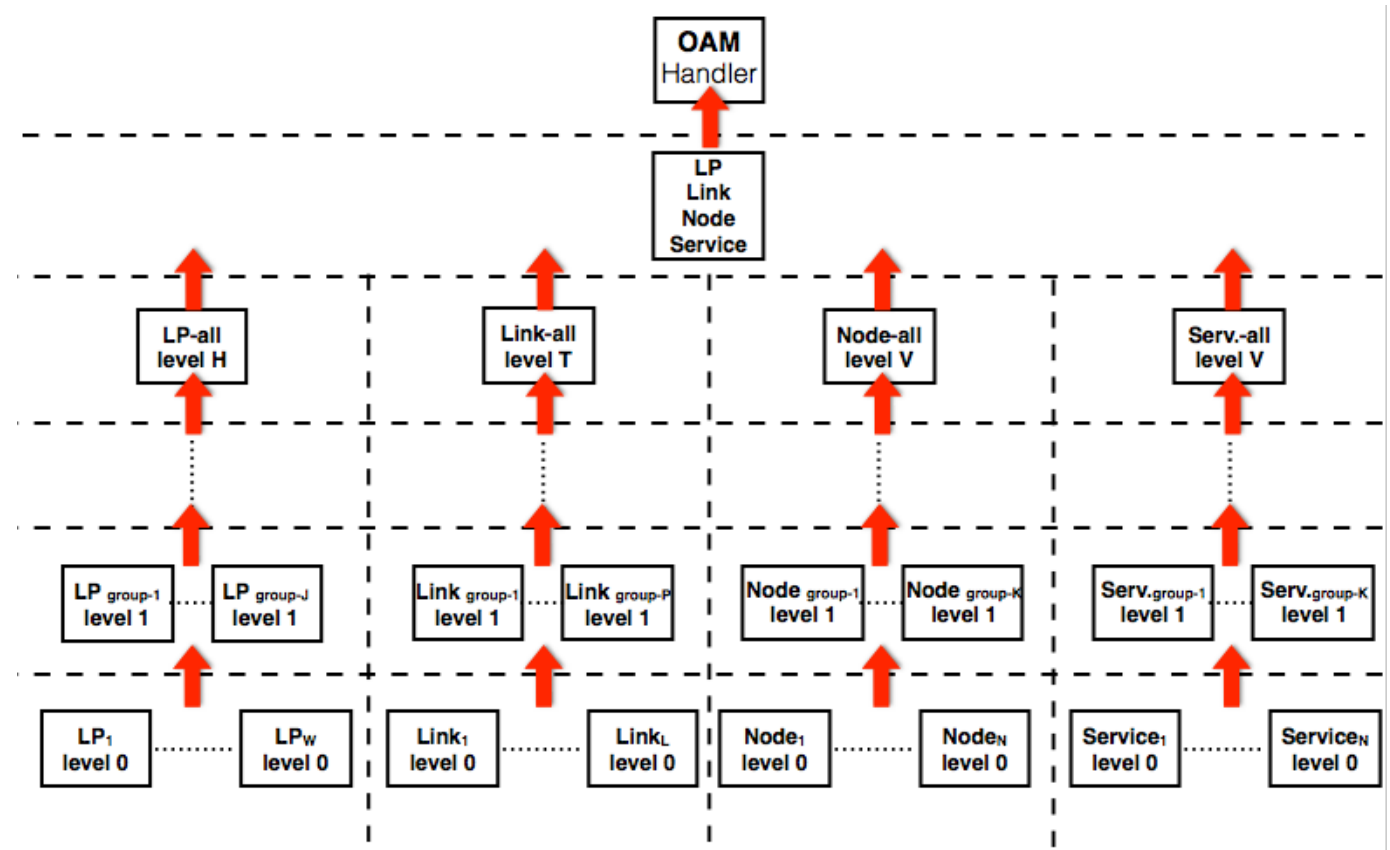 OAM
Handler
LP
Link
Node
Service
LP-all
level H
Link-all
level T
Node-all
level V
Serv.-all
level V
LP group-1
level 1
LP group-J
level 1
Link group-1
level 1
Link group-P
level 1
Node group-1
level 1
Node group-K
level 1
Serv.group-1
level 1
Serv.group-K
level 1
LP1
level 0
LPW
level 0
Link1
level 0
LinkL
level 0
Node1
level 0
NodeN
level 0
Service1
level 0
ServiceN
level 0